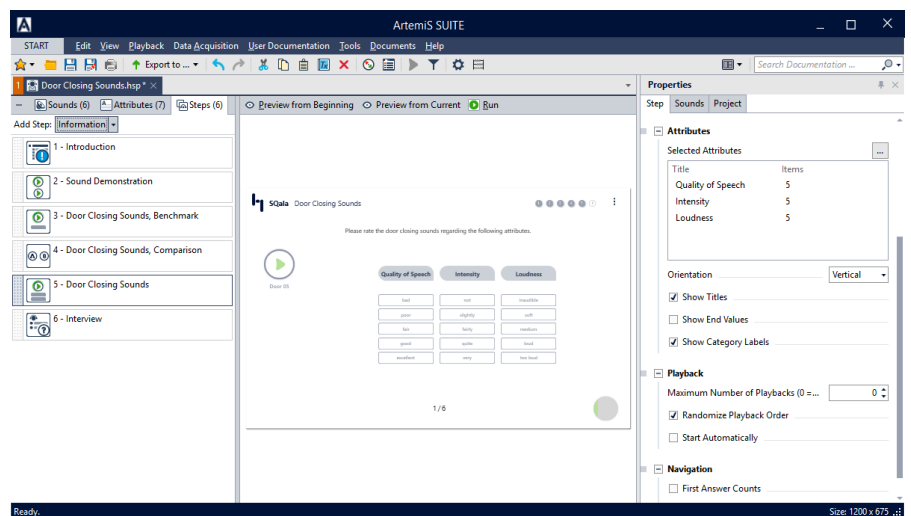 ArtemiS SUITE
START Edit View Playback Data Acquisition User Documentation Tools Documents Help
Export to ... Search Documentation ...
1 Door Closing Sounds.hsp* Properties
Sounds (6) Attributes (7) Steps (6) Preview from Beginning Preview from Current Run Step Sounds Project
Add Step: Information
1 - Introduction
2 - Sound Demonstration
3 - Door Closing Sounds, Benchmark
4 - Door Closing Sounds, Comparison
5 - Door Closing Sounds
6 - Interview
SQala Door Closing Sounds
Please rate the door closing sounds regarding the following attributes.
Door 05
Quality of Speech Intensity Loudness
bad not inaudible
poor slightly soft
fair fairly medium
good quite loud
excellent very too loud
1/6
Attributes
Selected Attributes ...
Title Items
Quality of Speech 5
Intensity 5
Loudness 5
Orientation Vertical
Show Titles
Show End Values
Show Category Labels
Playback
Maximum Number of Playbacks (0 =... 0
Randomize Playback Order
Start Automatically
Navigation
First Answer Counts
Ready. Size: 1200 x 675